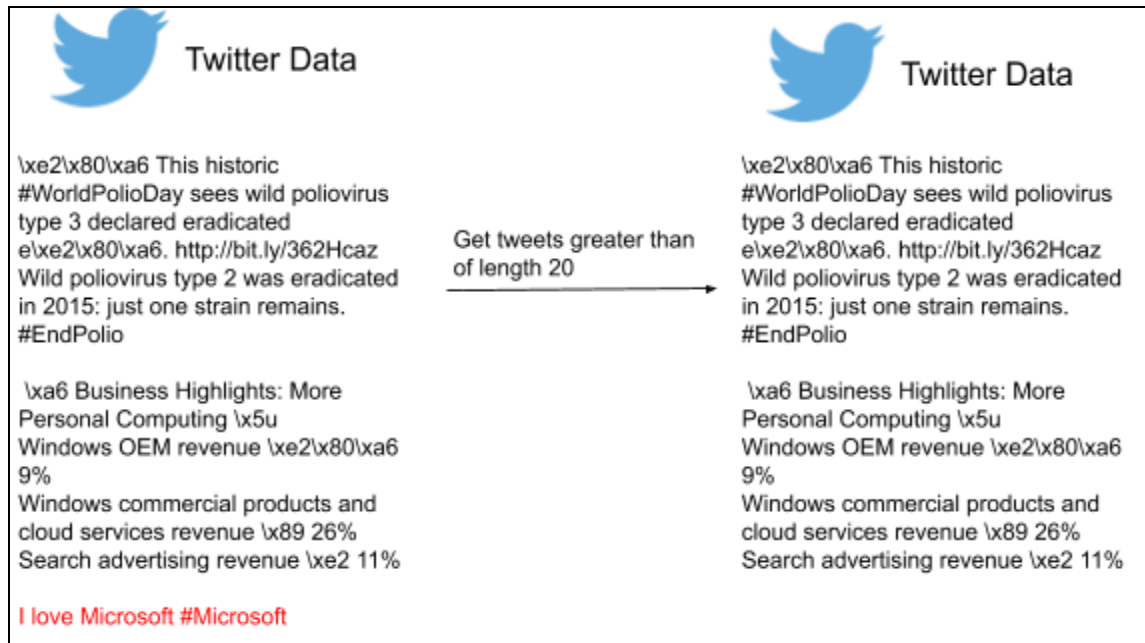 Twitter Data
\xe2\x80\xa6 This historic
#WorldPolioDay sees wild poliovirus
type 3 declared eradicated
e\xe2\x80\xa6. http://bit.ly/362Hcaz
Wild poliovirus type 2 was eradicated
in 2015: just one strain remains.
#EndPolio
\xa6 Business Highlights: More
Personal Computing \x5u
Windows OEM revenue \xe2\x80\xa6
9%
Windows commercial products and
cloud services revenue \x89 26%
Search advertising revenue \xe2 11%
I love Microsoft #Microsoft
Get tweets greater than
of length 20
Twitter Data
\xe2\x80\xa6 This historic
#WorldPolioDay sees wild poliovirus
type 3 declared eradicated
e\xe2\x80\xa6. http://bit.ly/362Hcaz
Wild poliovirus type 2 was eradicated
in 2015: just one strain remains.
#EndPolio
\xa6 Business Highlights: More
Personal Computing \x5u
Windows OEM revenue \xe2\x80\xa6
9%
Windows commercial products and
cloud services revenue \x89 26%
Search advertising revenue \xe2 11%